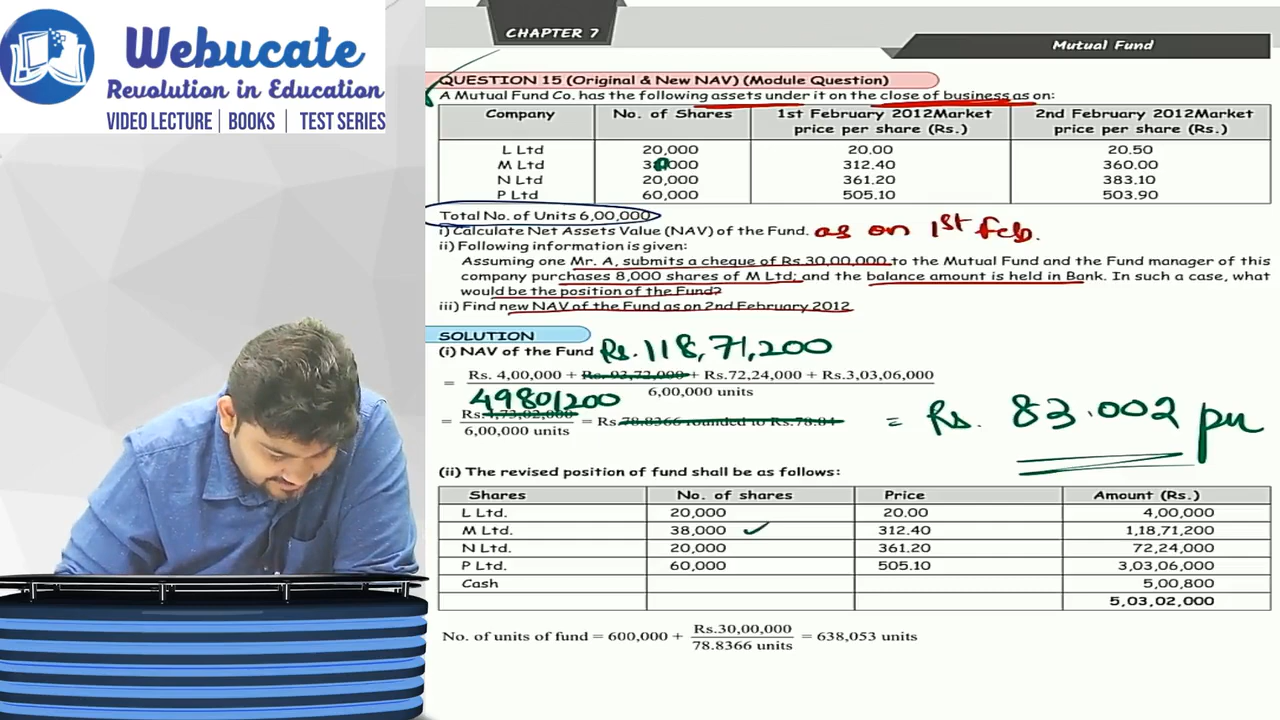 Webucate
Revolution in Education
VIDEO LECTURE | BOOKS | TEST SERIES
CHAPTER 7
Mutual Fund
QUESTION 15 (Original & New NAV) (Module Question)
A Mutual Fund Co. has the following assets under it on the close of business as on:
Company No. of Shares 1st February 2012Market price per share (Rs.) 2nd February 2012Market price per share (Rs.)
L Ltd 20,000 20.00 20.50
M Ltd 312.40 360.00
N Ltd 20,000 361.20 383.10
P Ltd 60,000 505.10 503.90
Total No. of Units 6,00,000
i) Calculate Net Assets Value (NAV) of the Fund. as on 1st Feb.
ii) Following information is given:
Assuming one Mr. A, submits a cheque of Rs.30,00,000 to the Mutual Fund and the Fund manager of this
company purchases 8,000 shares of M Ltd; and the balance amount is held in Bank. In such a case, what
would be the position of the Fund?
iii) Find new NAV of the Fund as on 2nd February 2012
SOLUTION
(i) NAV of the Fund Rs.118,71,200
= Rs. 4,00,000 + Rs. 93,72,000 + Rs.72,24,000 + Rs.3,03,06,000
6,00,000 units
49801200
= Rs.4,73,02,000 = Rs.78.8366 rounded to Rs.78.84 = Rs. 83.002 pu
6,00,000 units
(ii) The revised position of fund shall be as follows:
Shares No. of shares Price Amount (Rs.)
L Ltd. 20,000 20.00 4,00,000
M Ltd. 38,000 312.40 1,18,71,200
N Ltd. 20,000 361.20 72,24,000
P Ltd. 60,000 505.10 3,03,06,000
Cash 5,00,800
5,03,02,000
No. of units of fund = 600,000 + Rs.30,00,000 = 638,053 units
78.8366 units